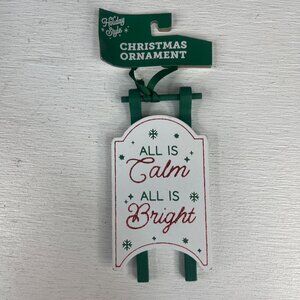 Holiday
Style
CHRISTMAS
ORNAMENT
ALL IS
Calm
ALL IS
Bright